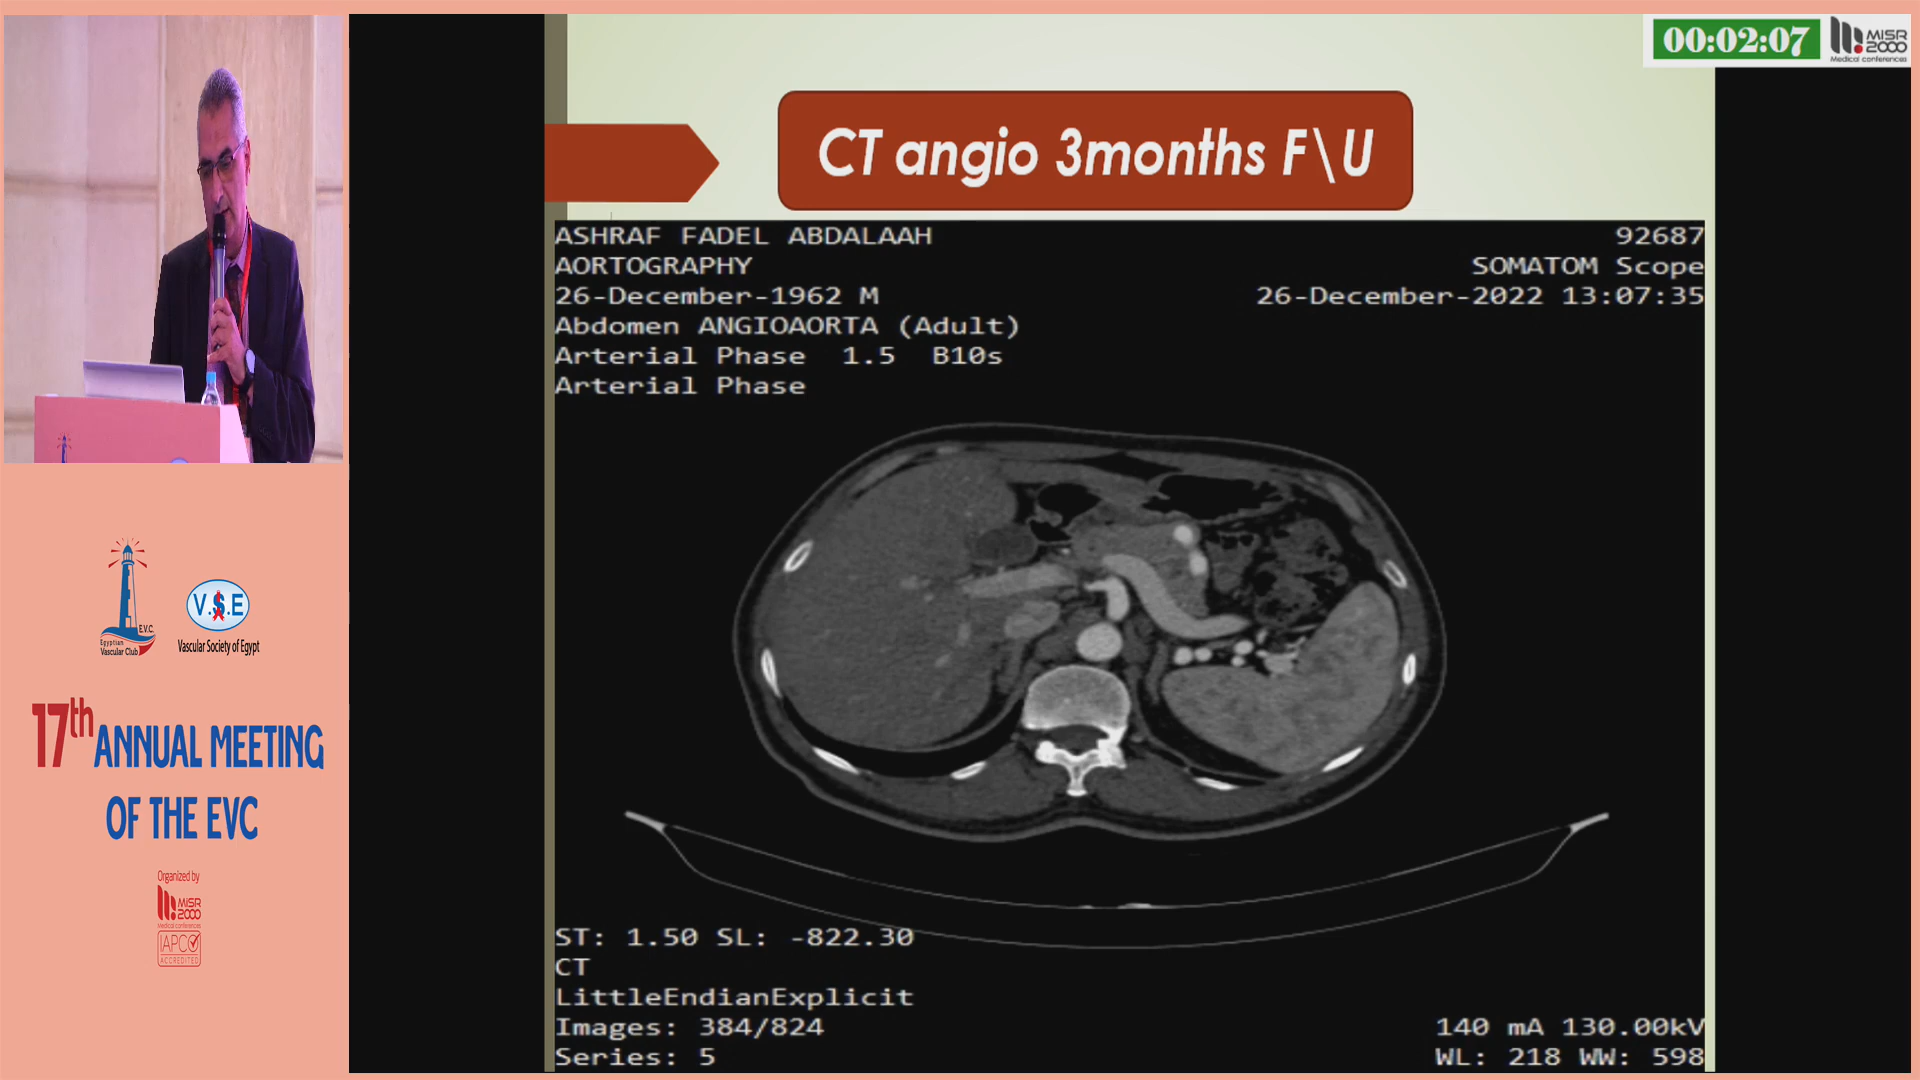 00:02:07
MISR
2000
Medical conferences
CT angio 3months F\U
ASHRAF FADEL ABDALAAH
92687
AORTOGRAPHY
SOMATOM Scope
26-December-1962 M
26-December-2022 13:07:35
Abdomen ANGIOAORTA (Adult)
Arterial Phase 1.5 B10s
Arterial Phase
ST: 1.50 SL: -822.30
CT
LittleEndianExplicit
Images: 384/824
140 mA 130.00kV
Series: 5
WL: 218 WW: 598
E.V.C.
Egyptian
Vascular Club
V.S.E
Vascular Society of Egypt
17th ANNUAL MEETING
OF THE EVC
Organized by
MISR
2000
Medical conferences
IAPCO
ACCREDITED